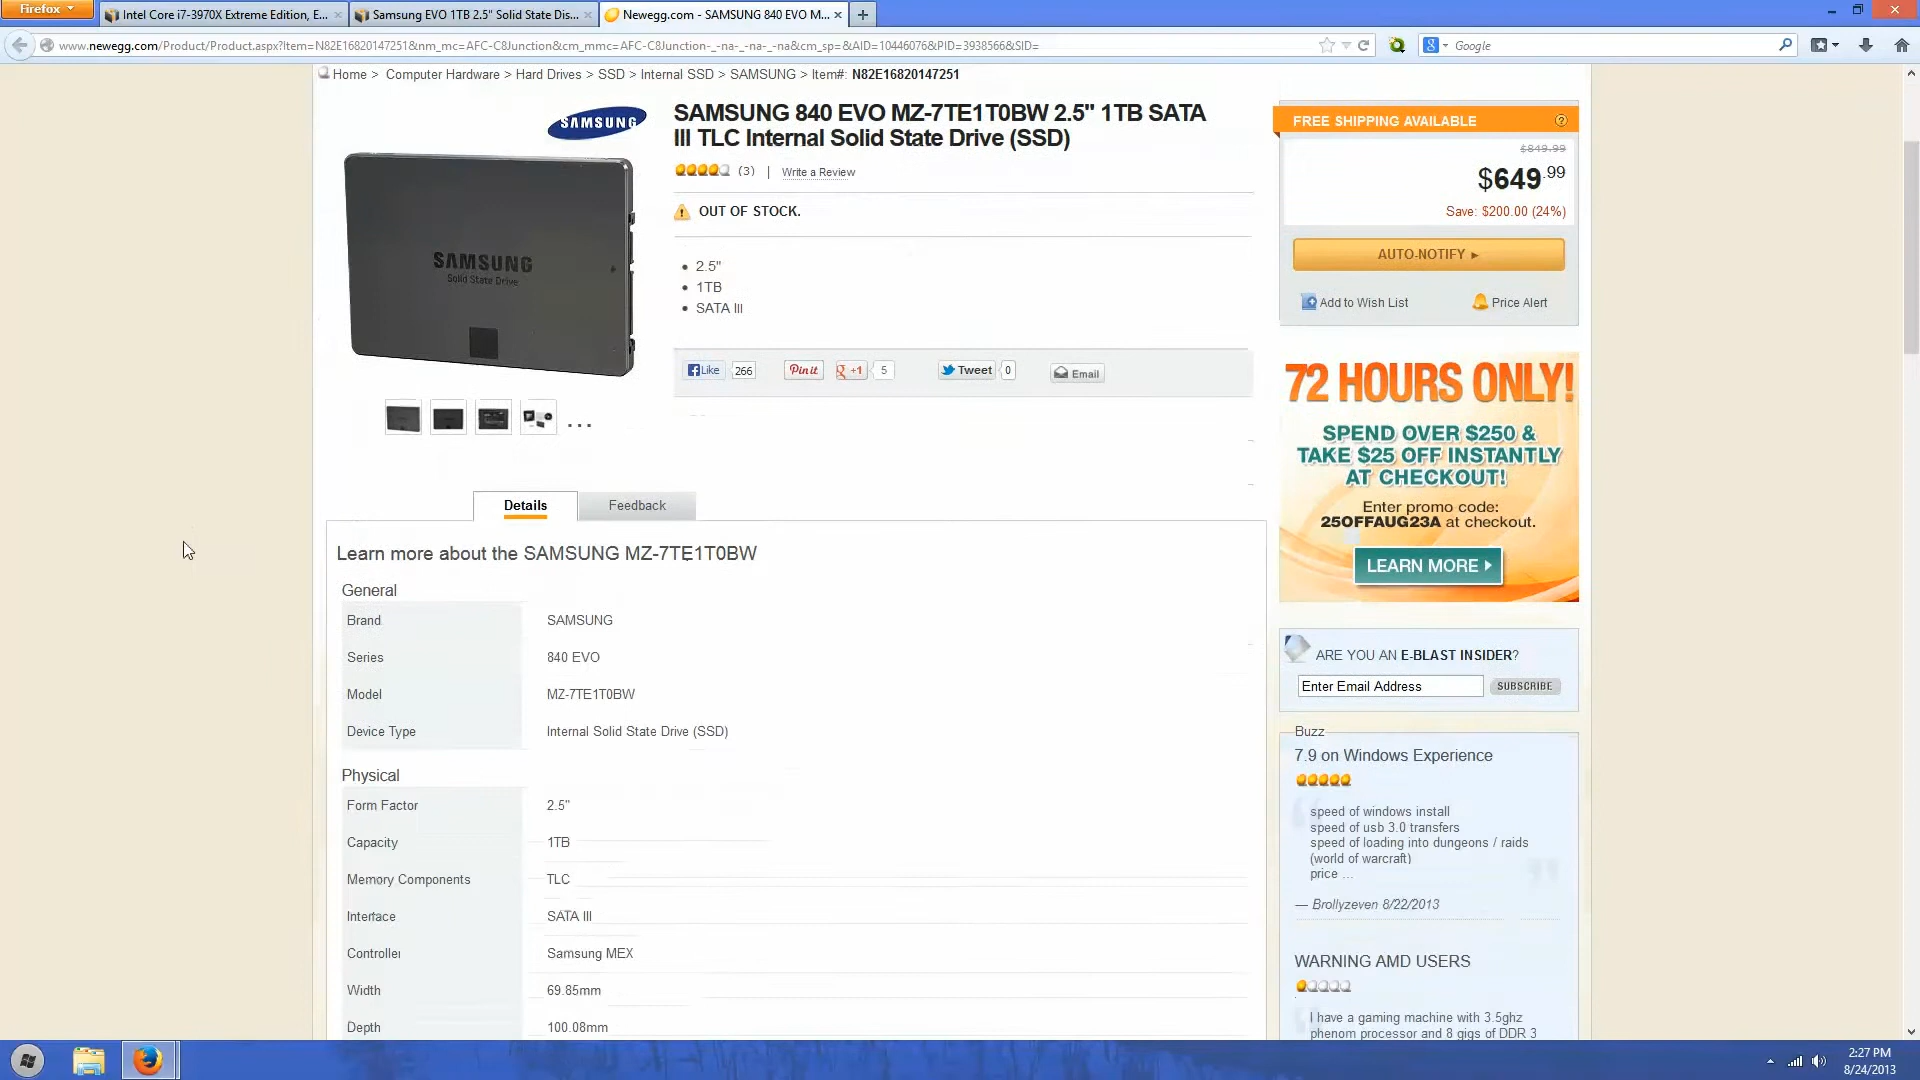 Firefox
Intel Core i7-3970X Extreme Edition, E...
Samsung EVO 1TB 2.5" Solid State Dis...
Newegg.com - SAMSUNG 840 EVO M...
www.newegg.com/Product/Product.aspx?Item=N82E16820147251&nm_mc=AFC-C8Junction&cm_mmc=AFC-C8Junction-_-na-_-na-_-na&cm_sp=&AID=10446076&PID=3938566&SID=
Google
Home > Computer Hardware > Hard Drives > SSD > Internal SSD > SAMSUNG > Item#: N82E16820147251
SAMSUNG
SAMSUNG
Solid State Drive
SAMSUNG 840 EVO MZ-7TE1T0BW 2.5" 1TB SATA
III TLC Internal Solid State Drive (SSD)
(3) | Write a Review
OUT OF STOCK.
2.5"
1TB
SATA III
Like 266
Pin it
+1 5
Tweet 0
Email
...
FREE SHIPPING AVAILABLE
$849.99
$649.99
Save: $200.00 (24%)
AUTO-NOTIFY
Add to Wish List
Price Alert
72 HOURS ONLY!
SPEND OVER $250 &
TAKE $25 OFF INSTANTLY
AT CHECKOUT!
Enter promo code:
25OFFAUG23A at checkout.
LEARN MORE
Details
Feedback
Learn more about the SAMSUNG MZ-7TE1T0BW
General
Brand SAMSUNG
Series 840 EVO
Model MZ-7TE1T0BW
Device Type Internal Solid State Drive (SSD)
Physical
Form Factor 2.5"
Capacity 1TB
Memory Components TLC
Interface SATA III
Controller Samsung MEX
Width 69.85mm
Depth 100.08mm
ARE YOU AN E-BLAST INSIDER?
Enter Email Address
SUBSCRIBE
Buzz
7.9 on Windows Experience
speed of windows install
speed of usb 3.0 transfers
speed of loading into dungeons / raids
(world of warcraft)
price ...
— Brollyzeven 8/22/2013
WARNING AMD USERS
I have a gaming machine with 3.5ghz
phenom processor and 8 gigs of DDR 3
2:27 PM
8/24/2013